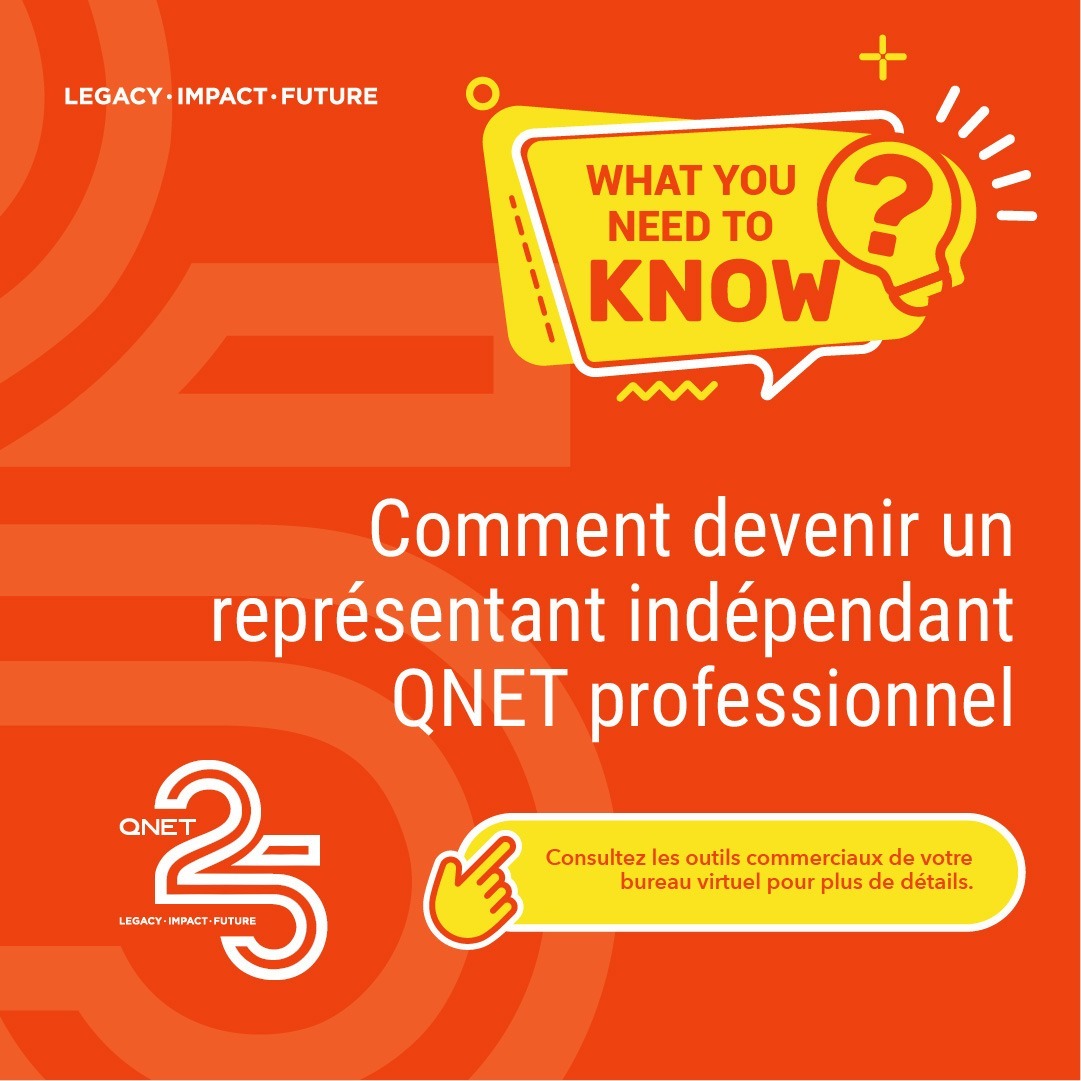 LEGACY · IMPACT · FUTURE
WHAT YOU
NEED TO
KNOW
?
Comment devenir un
représentant indépendant
QNET professionnel
QNET
25
LEGACY · IMPACT · FUTURE
Consultez les outils commerciaux de votre
bureau virtuel pour plus de détails.